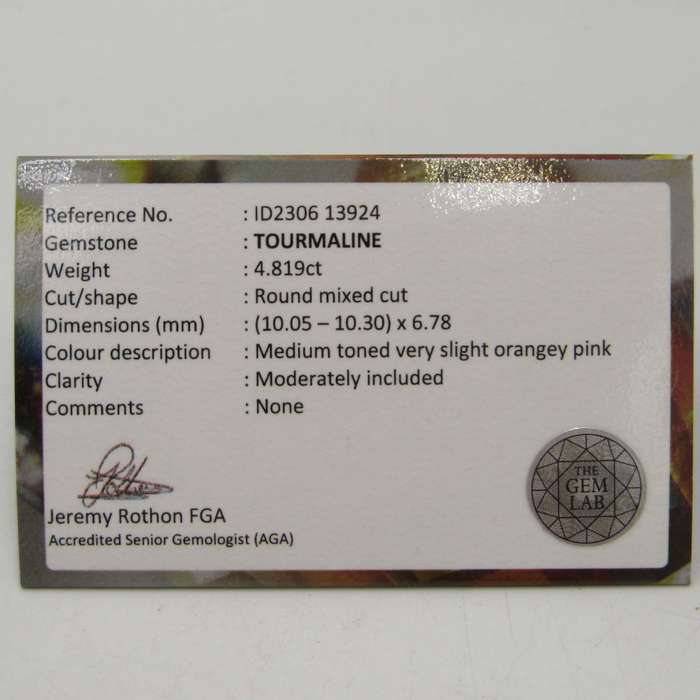 Reference No. : ID2306 13924
Gemstone : TOURMALINE
Weight : 4.819ct
Cut/shape : Round mixed cut
Dimensions (mm) : (10.05 – 10.30) x 6.78
Colour description : Medium toned very slight orangey pink
Clarity : Moderately included
Comments : None
Jeremy Rothon FGA
Accredited Senior Gemologist (AGA)
THE
GEM
LAB